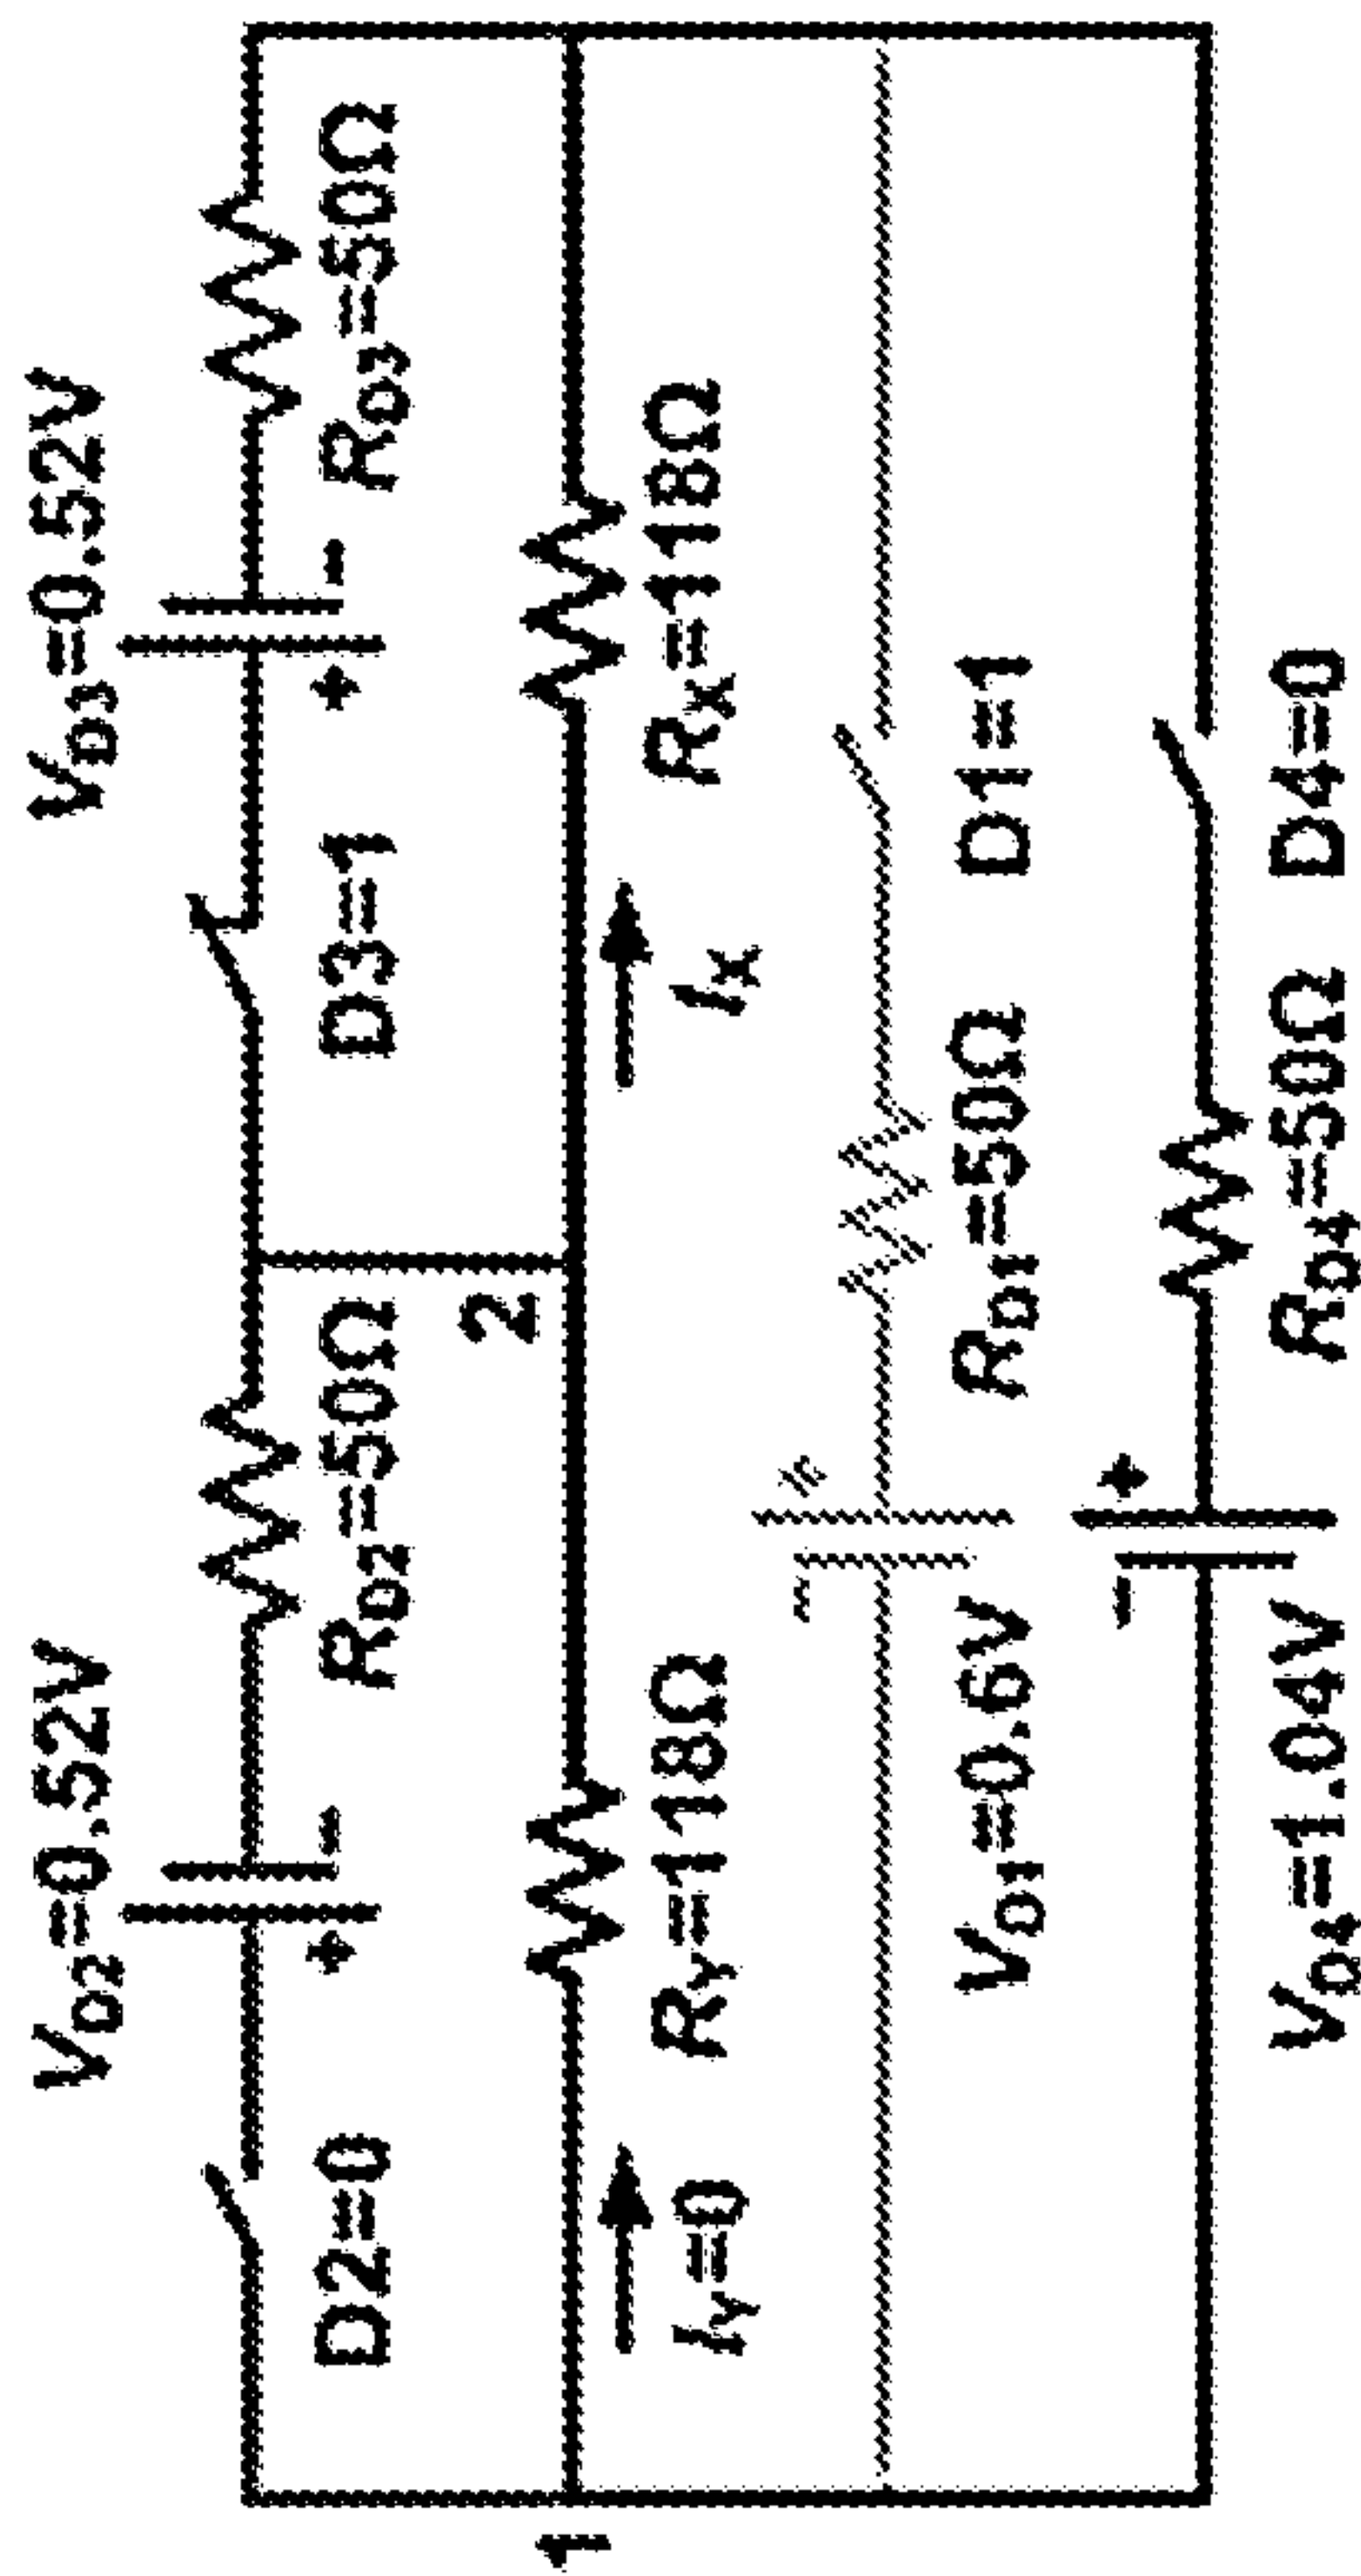 V_D2=0.52V
V_D3=0.52V
+
-
+
-
D2=0
R_D2=50Ω
D3=1
R_D3=50Ω
2
1
I_Y=0
R_Y=118Ω
I_X
R_X=118Ω
-
+
V_D1=0.6V
R_D1=50Ω
D1=1
-
+
V_D4=1.04V
R_D4=50Ω
D4=0